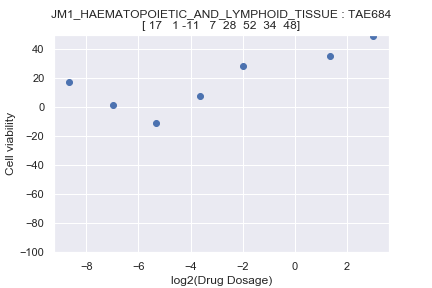 JM1_HAEMATOPOIETIC_AND_LYMPHOID_TISSUE : TAE684
[ 17 1 -11 7 28 52 34 48]
40
20
0
−20
−40
−60
−80
−100
Cell viability
−8 −6 −4 −2 0 2
log2(Drug Dosage)